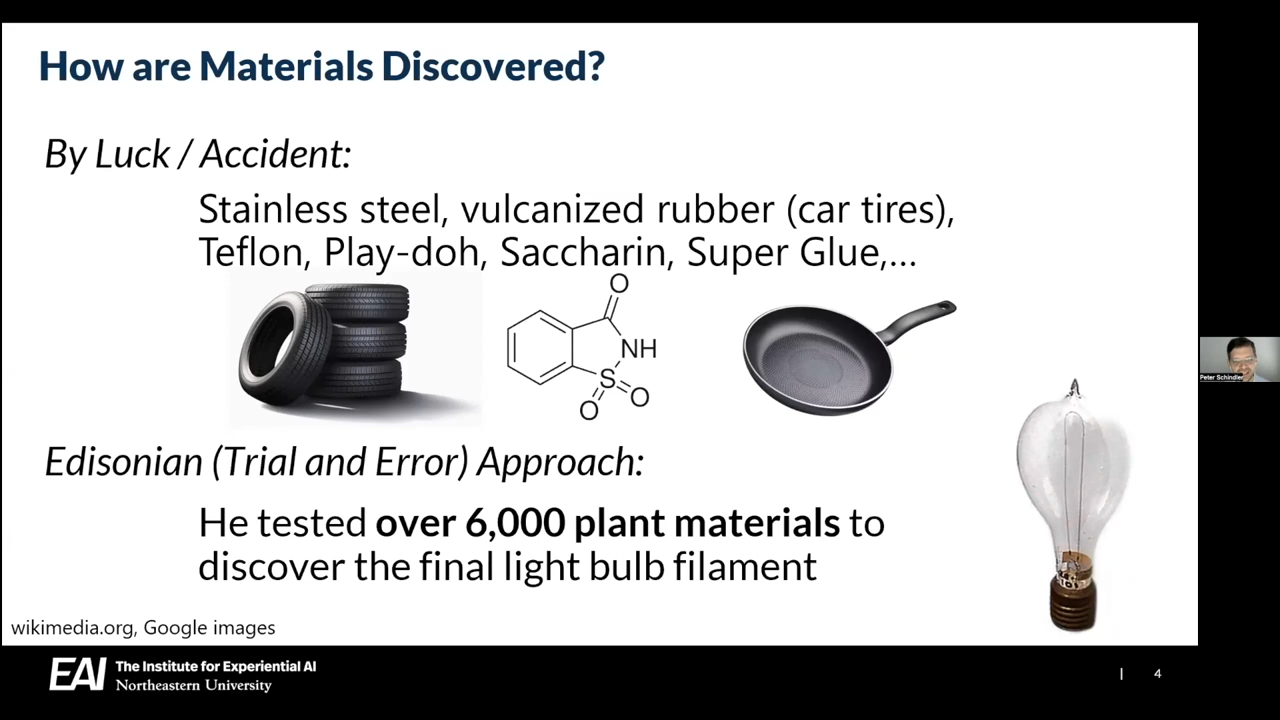 How are Materials Discovered?
By Luck / Accident:
Stainless steel, vulcanized rubber (car tires),
Teflon, Play-doh, Saccharin, Super Glue,...
O
NH
S
O
O
Edisonian (Trial and Error) Approach:
He tested over 6,000 plant materials to
discover the final light bulb filament
wikimedia.org, Google images
EAI
The Institute for Experiential AI
Northeastern University
| 4
Peter Schindler